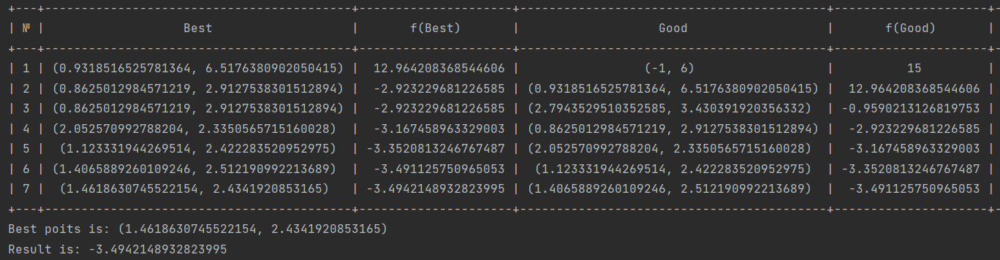 +---+------------------------------------------+---------------------+------------------------------------------+---------------------+-
| № |                   Best                   |       f(Best)       |                   Good                   |       f(Good)       |
+---+------------------------------------------+---------------------+------------------------------------------+---------------------+-
| 1 | (0.9318516525781364, 6.5176380902050415) |  12.964208368544606 |                 (-1, 6)                  |          15         |
| 2 | (0.8625012984571219, 2.9127538301512894) |  -2.923229681226585 | (0.9318516525781364, 6.5176380902050415) |  12.964208368544606 |
| 3 | (0.8625012984571219, 2.9127538301512894) |  -2.923229681226585 | (2.7943529510352585, 3.430391920356332)  | -0.9590213126819753 |
| 4 | (2.052570992788204, 2.3350565715160028)  |  -3.167458963329003 | (0.8625012984571219, 2.9127538301512894) |  -2.923229681226585 |
| 5 |  (1.123331944269514, 2.422283520952975)  | -3.3520813246767487 | (2.052570992788204, 2.3350565715160028)  |  -3.167458963329003 |
| 6 | (1.4065889260109246, 2.512190992213689)  |  -3.491125750965053 |  (1.123331944269514, 2.422283520952975)  | -3.3520813246767487 |
| 7 |  (1.4618630745522154, 2.4341920853165)   | -3.4942148932823995 | (1.4065889260109246, 2.512190992213689)  |  -3.491125750965053 |
+---+------------------------------------------+---------------------+------------------------------------------+---------------------+-
Best poits is: (1.4618630745522154, 2.4341920853165)
Result is: -3.4942148932823995